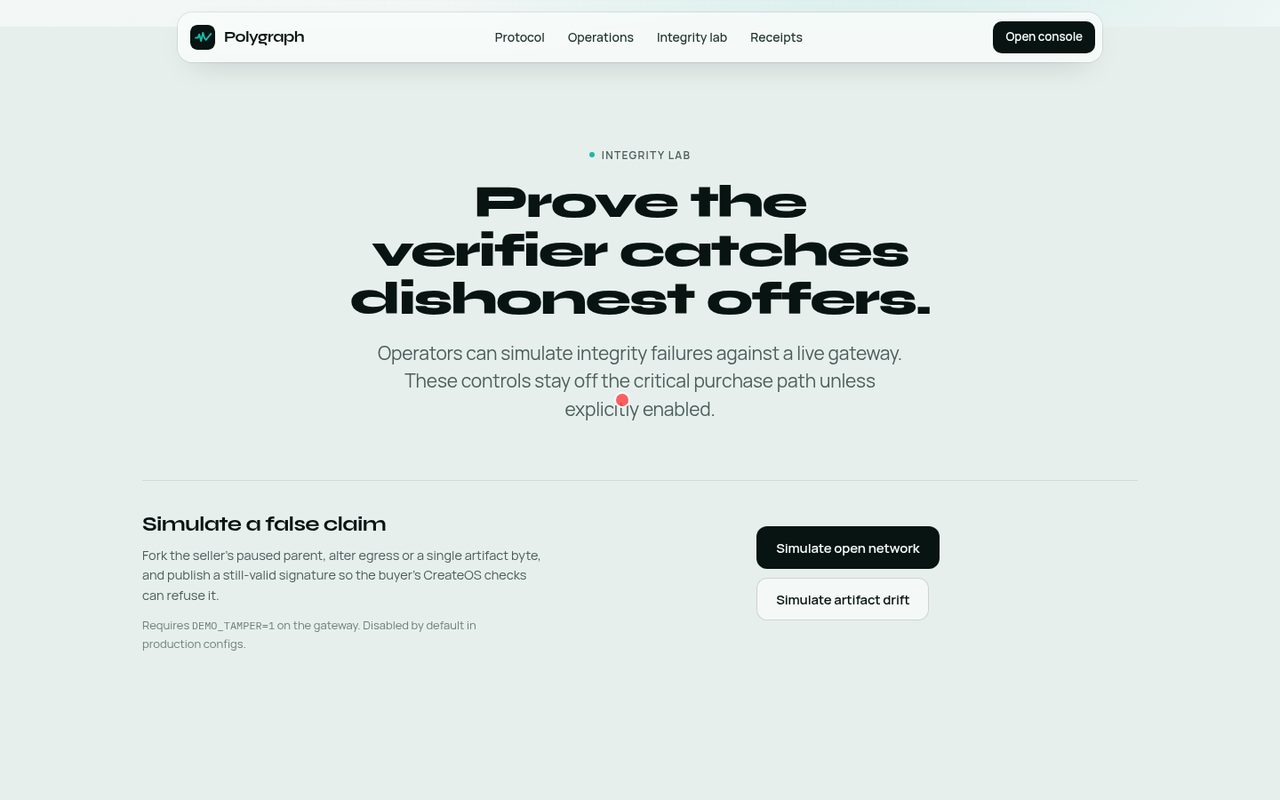 Polygraph
Protocol
Operations
Integrity lab
Receipts
Open console
INTEGRITY LAB
Prove the
verifier catches
dishonest offers.
Operators can simulate integrity failures against a live gateway.
These controls stay off the critical purchase path unless
explicitly enabled.
Simulate a false claim
Fork the seller's paused parent, alter egress or a single artifact byte,
and publish a still-valid signature so the buyer's CreateOS checks
can refuse it.
Requires DEMO_TAMPER=1 on the gateway. Disabled by default in
production configs.
Simulate open network
Simulate artifact drift